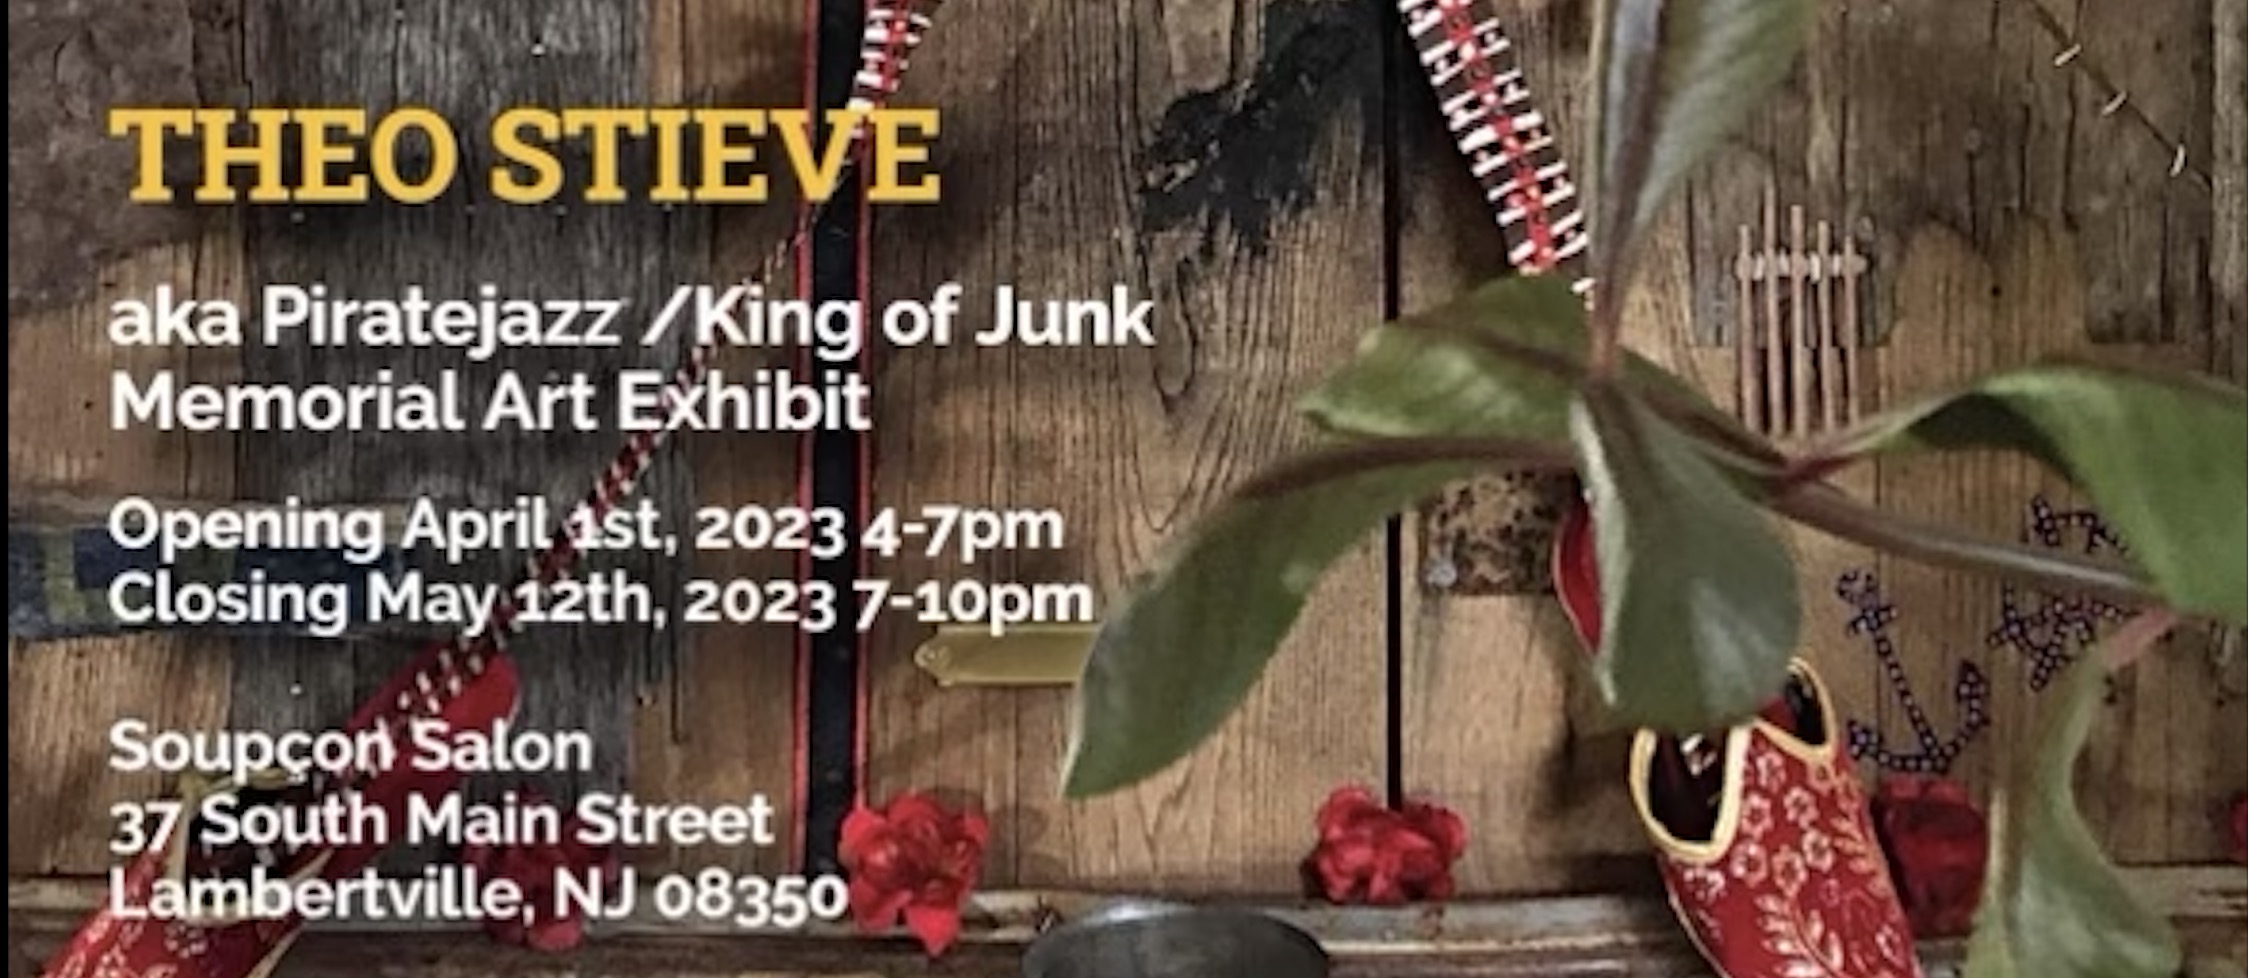 THEO STIEVE
aka Piratejazz /King of Junk
Memorial Art Exhibit
Opening April 1st, 2023 4-7pm
Closing May 12th, 2023 7-10pm
Soupçon Salon
37 South Main Street
Lambertville, NJ 08350